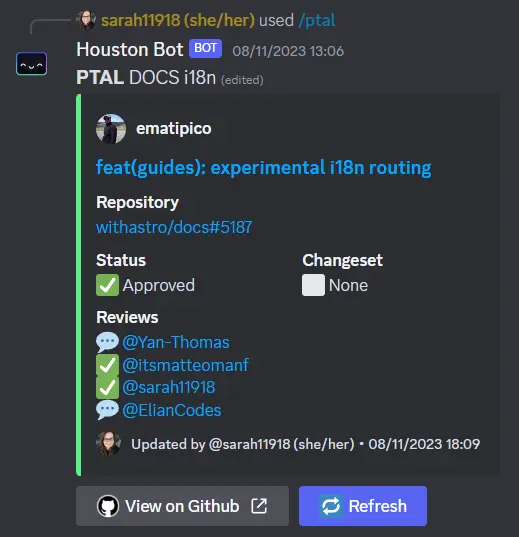 sarah11918 (she/her) used /ptal
Houston Bot BOT 08/11/2023 13:06
PTAL DOCS i18n (edited)
ematipico
feat(guides): experimental i18n routing
Repository
withastro/docs#5187
Status Changeset
✅ Approved ⬜ None
Reviews
💬 @Yan-Thomas
✅ @itsmatteomanf
✅ @sarah11918
💬 @ElianCodes
Updated by @sarah11918 (she/her) • 08/11/2023 18:09
View on Github Refresh